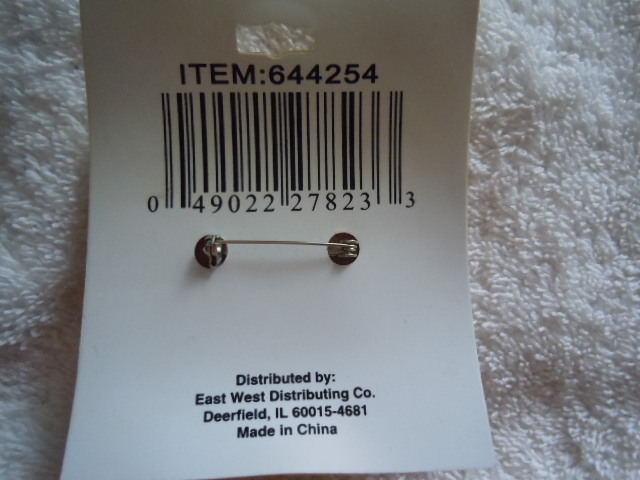 ITEM:644254
0 49022 27823 3
Distributed by:
East West Distributing Co.
Deerfield, IL 60015-4681
Made in China